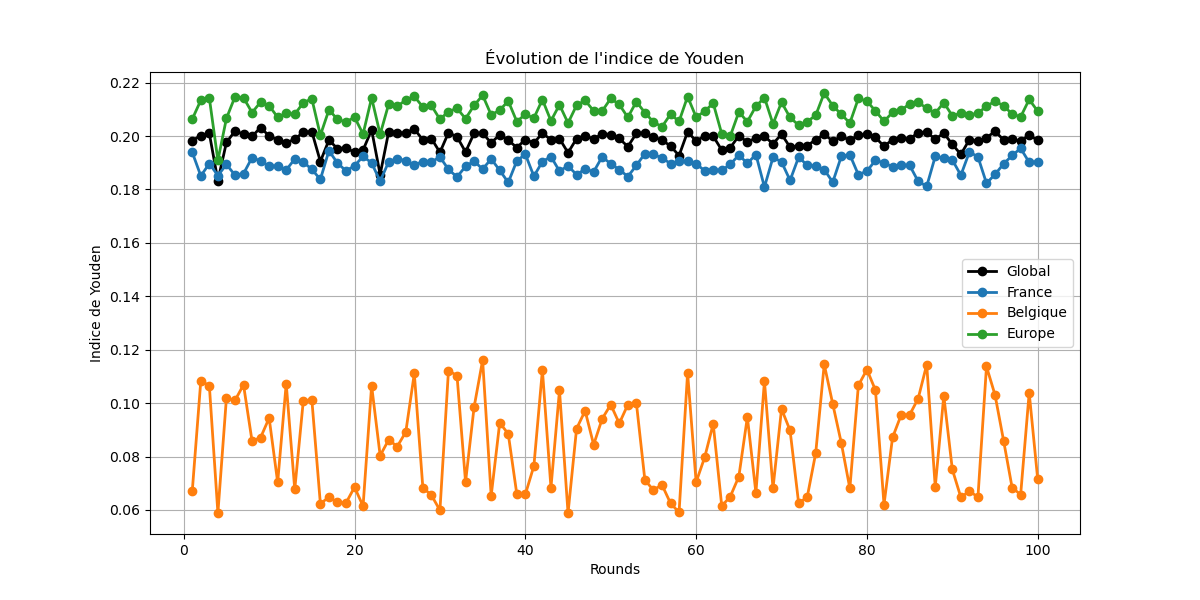 Évolution de l'indice de Youden
0.22
0.20
0.18
0.16
0.14
0.12
0.10
0.08
0.06
Indice de Youden
Global
France
Belgique
Europe
0 20 40 60 80 100
Rounds